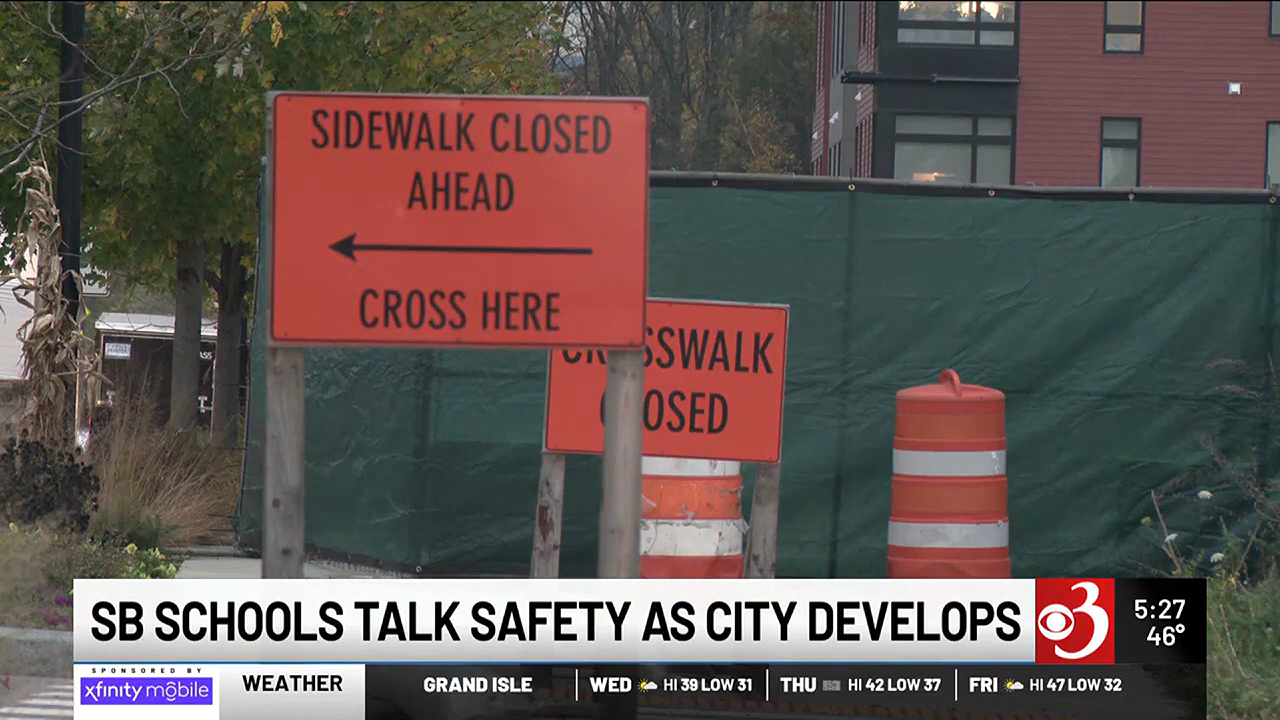 SIDEWALK CLOSED
AHEAD
CROSS HERE
CROSSWALK
CLOSED
SB SCHOOLS TALK SAFETY AS CITY DEVELOPS
3
5:27
46°
SPONSORED BY
xfinity mobile
WEATHER
GRAND ISLE
WED HI 39 LOW 31
THU HI 42 LOW 37
FRI HI 47 LOW 32